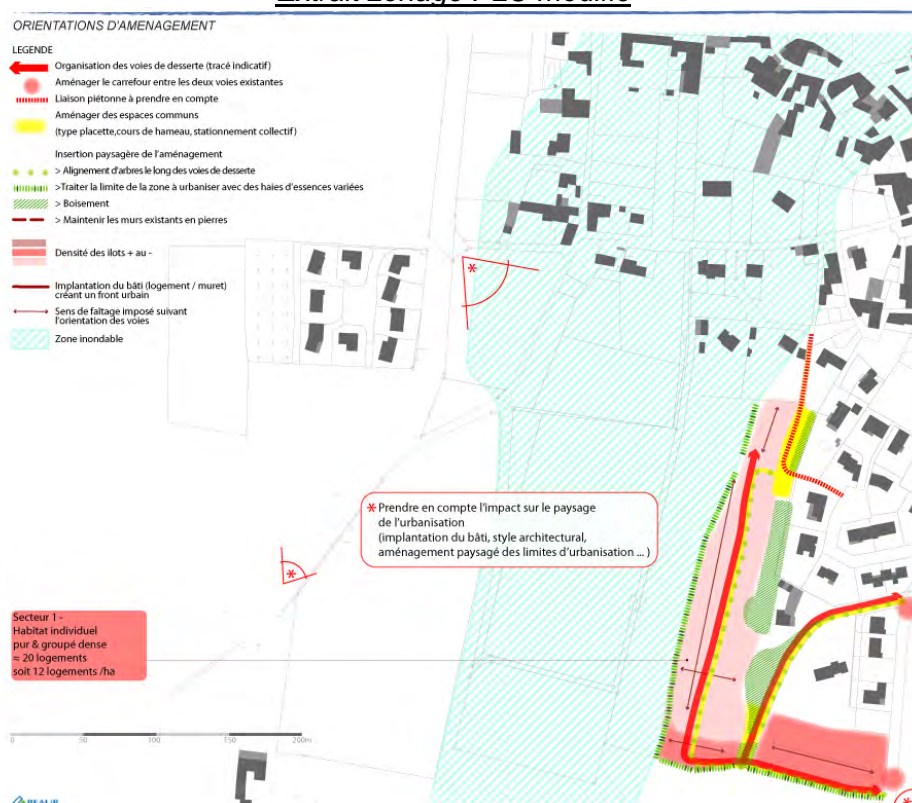 Extrait zonage PLU modifié
ORIENTATIONS D'AMENAGEMENT
LEGENDE
Organisation des voies de desserte (tracé indicatif)
Aménager le carrefour entre les deux voies existantes
Liaison piétonne à prendre en compte
Aménager des espaces communs
(type placette,cours de hameau, stationnement collectif)
Insertion paysagère de l'aménagement
> Alignement d'arbres le long des voies de desserte
>Traiter la limite de la zone à urbaniser avec des haies d'essences variées
> Boisement
> Maintenir les murs existants en pierres
Densité des ilots + au -
Implantation du bâti (logement / muret)
créant un front urbain
Sens de faîtage imposé suivant
l'orientation des voies
Zone inondable
*
* Prendre en compte l'impact sur le paysage
de l'urbanisation
(implantation du bâti, style architectural,
aménagement paysagé des limites d'urbanisation ... )
*
Secteur 1 -
Habitat individuel
pur & groupé dense
≈ 20 logements
soit 12 logements /ha
0 50 100 150 200m
*